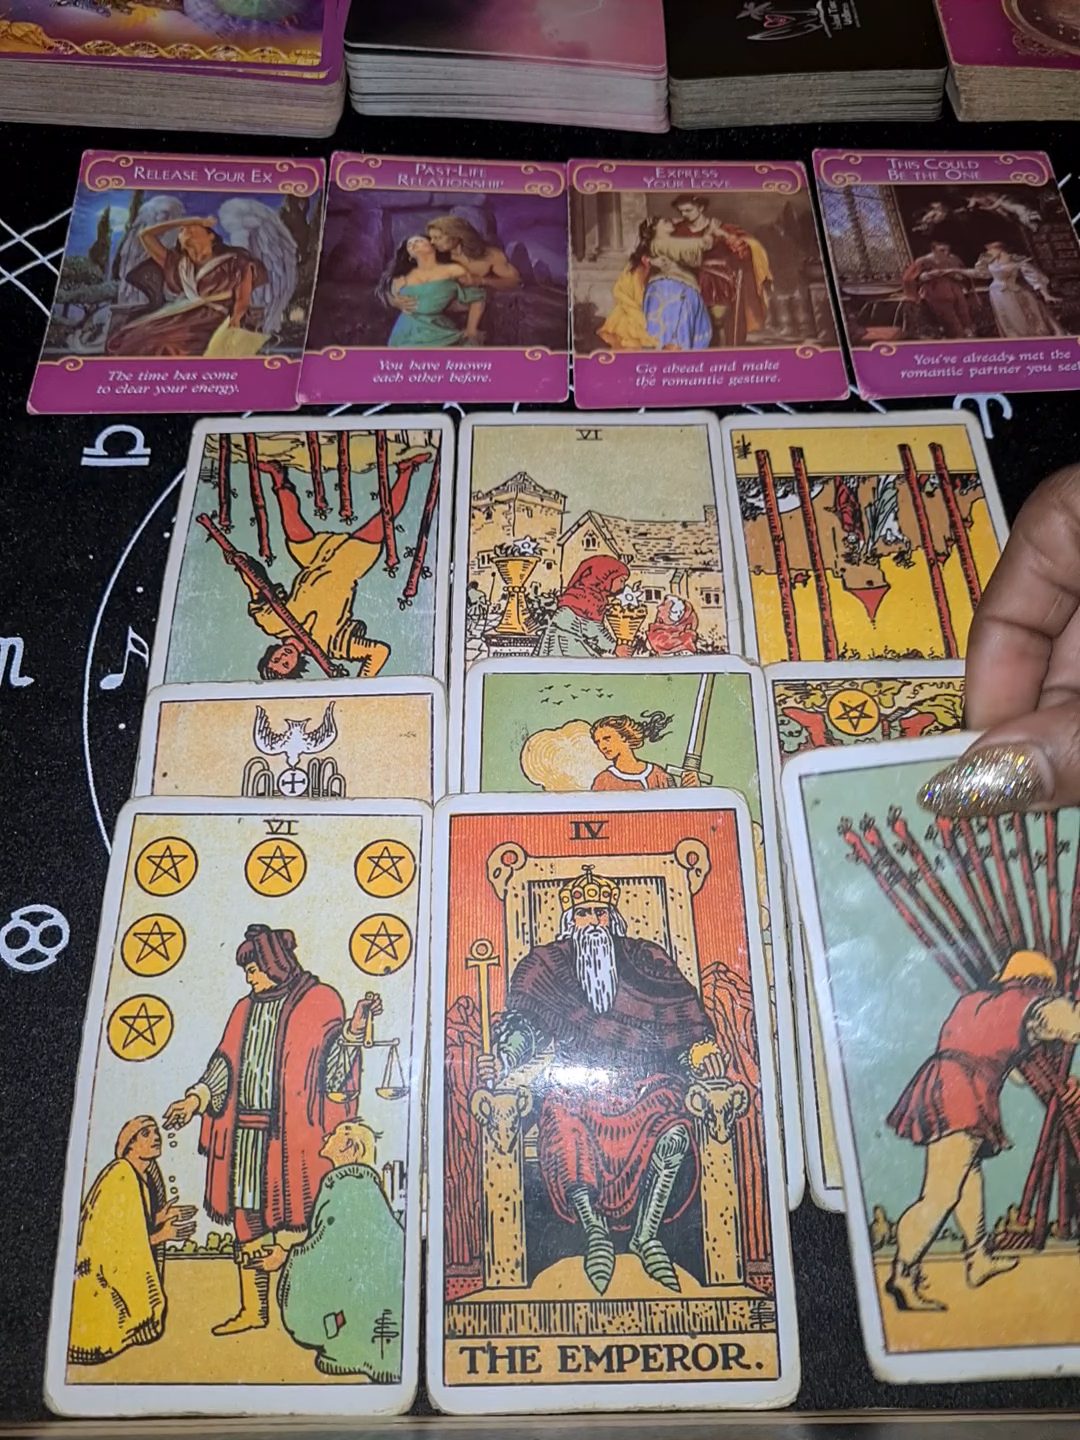 RELEASE YOUR EX
The time has come
to clear your energy.
PAST-LIFE
RELATIONSHIP
You have known
each other before.
EXPRESS
YOUR LOVE
Go ahead and make
the romantic gesture.
THIS COULD
BE THE ONE
You've already met the
romantic partner you
VI
VI
IV
THE EMPEROR.